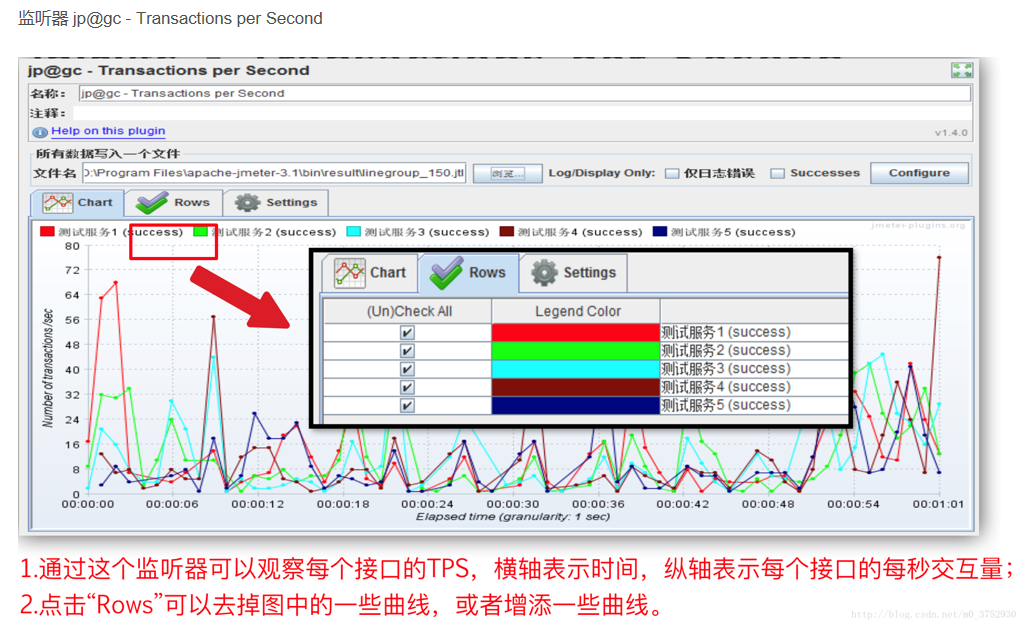 监听器 jp@gc - Transactions per Second
jp@gc - Transactions per Second
名称： jp@gc - Transactions per Second
注释：
Help on this plugin
v1.4.0
所有数据写入一个文件
文件名 D:\Program Files\apache-jmeter-3.1\bin\result\linegroup_150.jtl 浏览... Log/Display Only: 仅日志错误 Successes Configure
Chart Rows Settings
jmeter-plugins.org
测试服务1 (success) 测试服务2 (success) 测试服务3 (success) 测试服务4 (success) 测试服务5 (success)
Number of transactions /sec
80
72
64
56
48
40
32
24
16
8
0
Chart Rows Settings
(Un)Check All Legend Color
测试服务1 (success)
测试服务2 (success)
测试服务3 (success)
测试服务4 (success)
测试服务5 (success)
00:00:00 00:00:06 00:00:12 00:00:18 00:00:24 00:00:30 00:00:36 00:00:42 00:00:48 00:00:54 00:01:01
Elapsed time (granularity: 1 sec)
1.通过这个监听器可以观察每个接口的TPS，横轴表示时间，纵轴表示每个接口的每秒交互量；
2.点击“Rows”可以去掉图中的一些曲线，或者增添一些曲线。
http://blog.csdn.net/m0_3752930